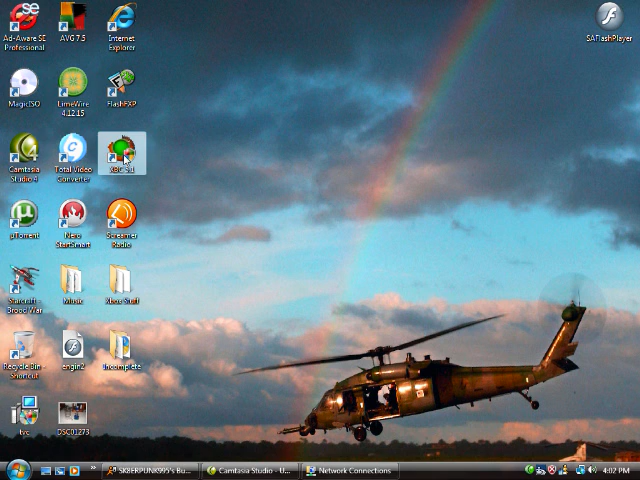 Ad-Aware SE
Professional
AVG 7.5
Internet
Explorer
SAFlashPlayer
MagicISO
LimeWire
4.12.15
FlashFXP
Camtasia
Studio 4
Total Video
Converter
XBC 5.1
µTorrent
Nero
StartSmart
Screamer
Radio
Starcraft -
Brood War
Music
Xbox Stuff
Recycle Bin -
Shortcut
engin2
Incomplete
tvc
DSC01273
SK8ERPUNK995's Bu...
Camtasia Studio - U...
Network Connections
4:02 PM